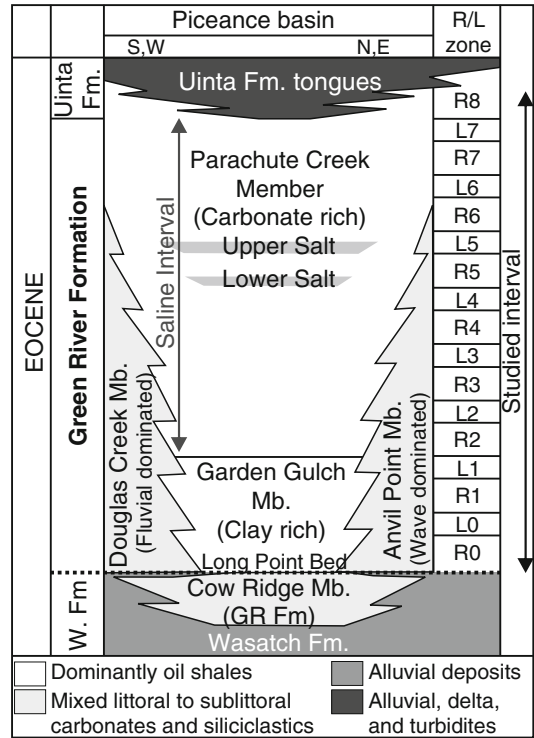 Piceance basin
R/L
zone
S,W
N,E
Uinta
Fm.
Uinta Fm. tongues
R8
L7
R7
L6
R6
L5
R5
L4
R4
L3
R3
L2
R2
L1
R1
L0
R0
EOCENE
Green River Formation
W. Fm
Parachute Creek
Member
(Carbonate rich)
Upper Salt
Lower Salt
Saline Interval
Douglas Creek Mb.
(Fluvial dominated)
Garden Gulch
Mb.
(Clay rich)
Long Point Bed
Anvil Point Mb.
(Wave dominated)
Studied interval
Cow Ridge Mb.
(GR Fm)
Wasatch Fm.
Dominantly oil shales
Mixed littoral to sublittoral
carbonates and siliciclastics
Alluvial deposits
Alluvial, delta,
and turbidites